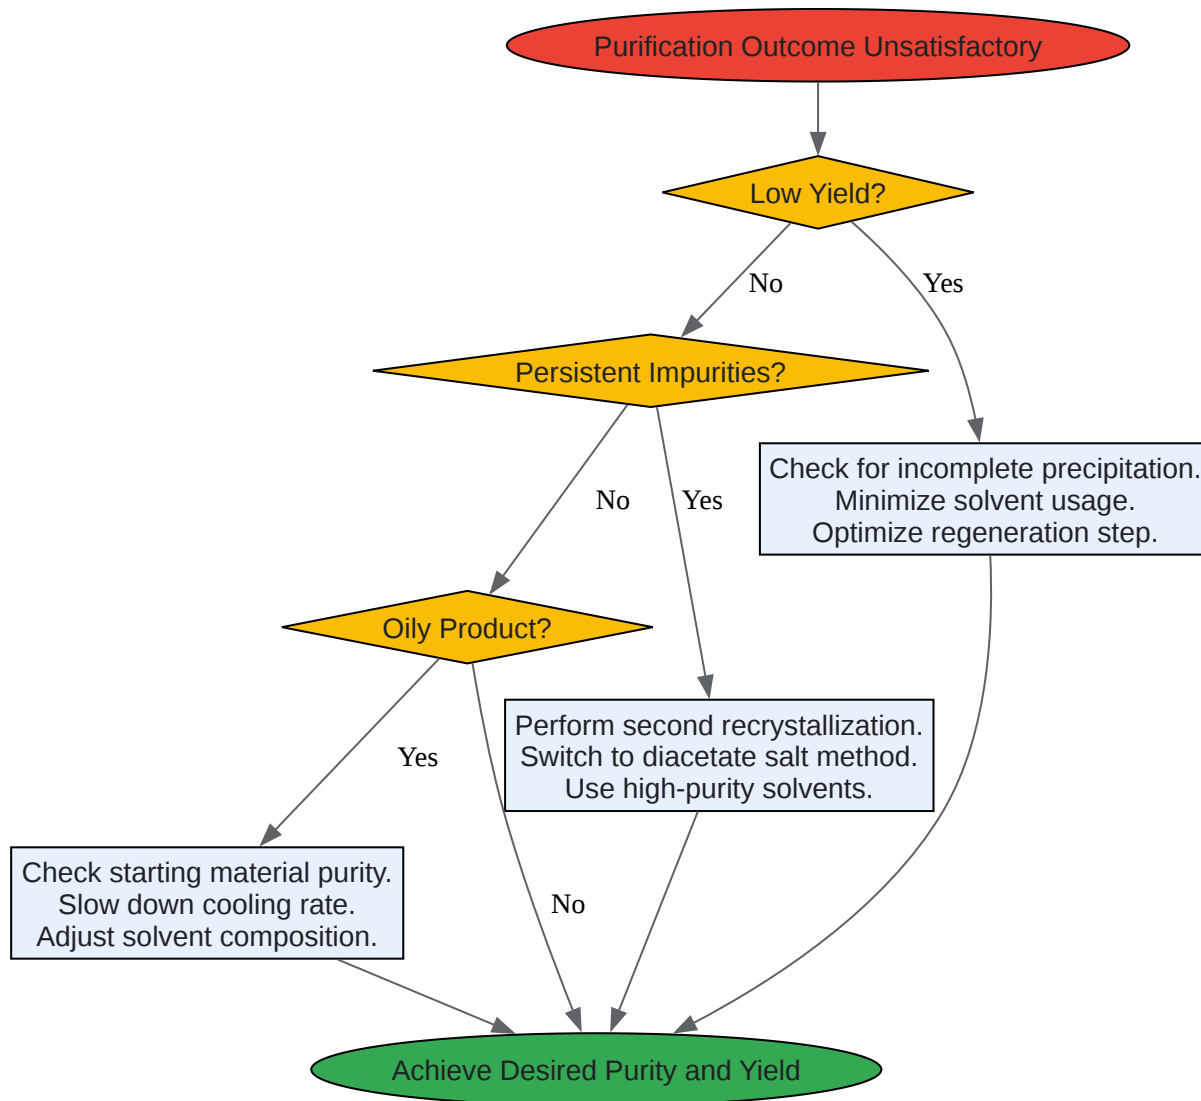 Purification Outcome Unsatisfactory
Low Yield?
No
Yes
Persistent Impurities?
Check for incomplete precipitation.
Minimize solvent usage.
Optimize regeneration step.
No
Yes
Oily Product?
Perform second recrystallization.
Switch to diacetate salt method.
Use high-purity solvents.
Yes
Check starting material purity.
Slow down cooling rate.
Adjust solvent composition.
No
Achieve Desired Purity and Yield